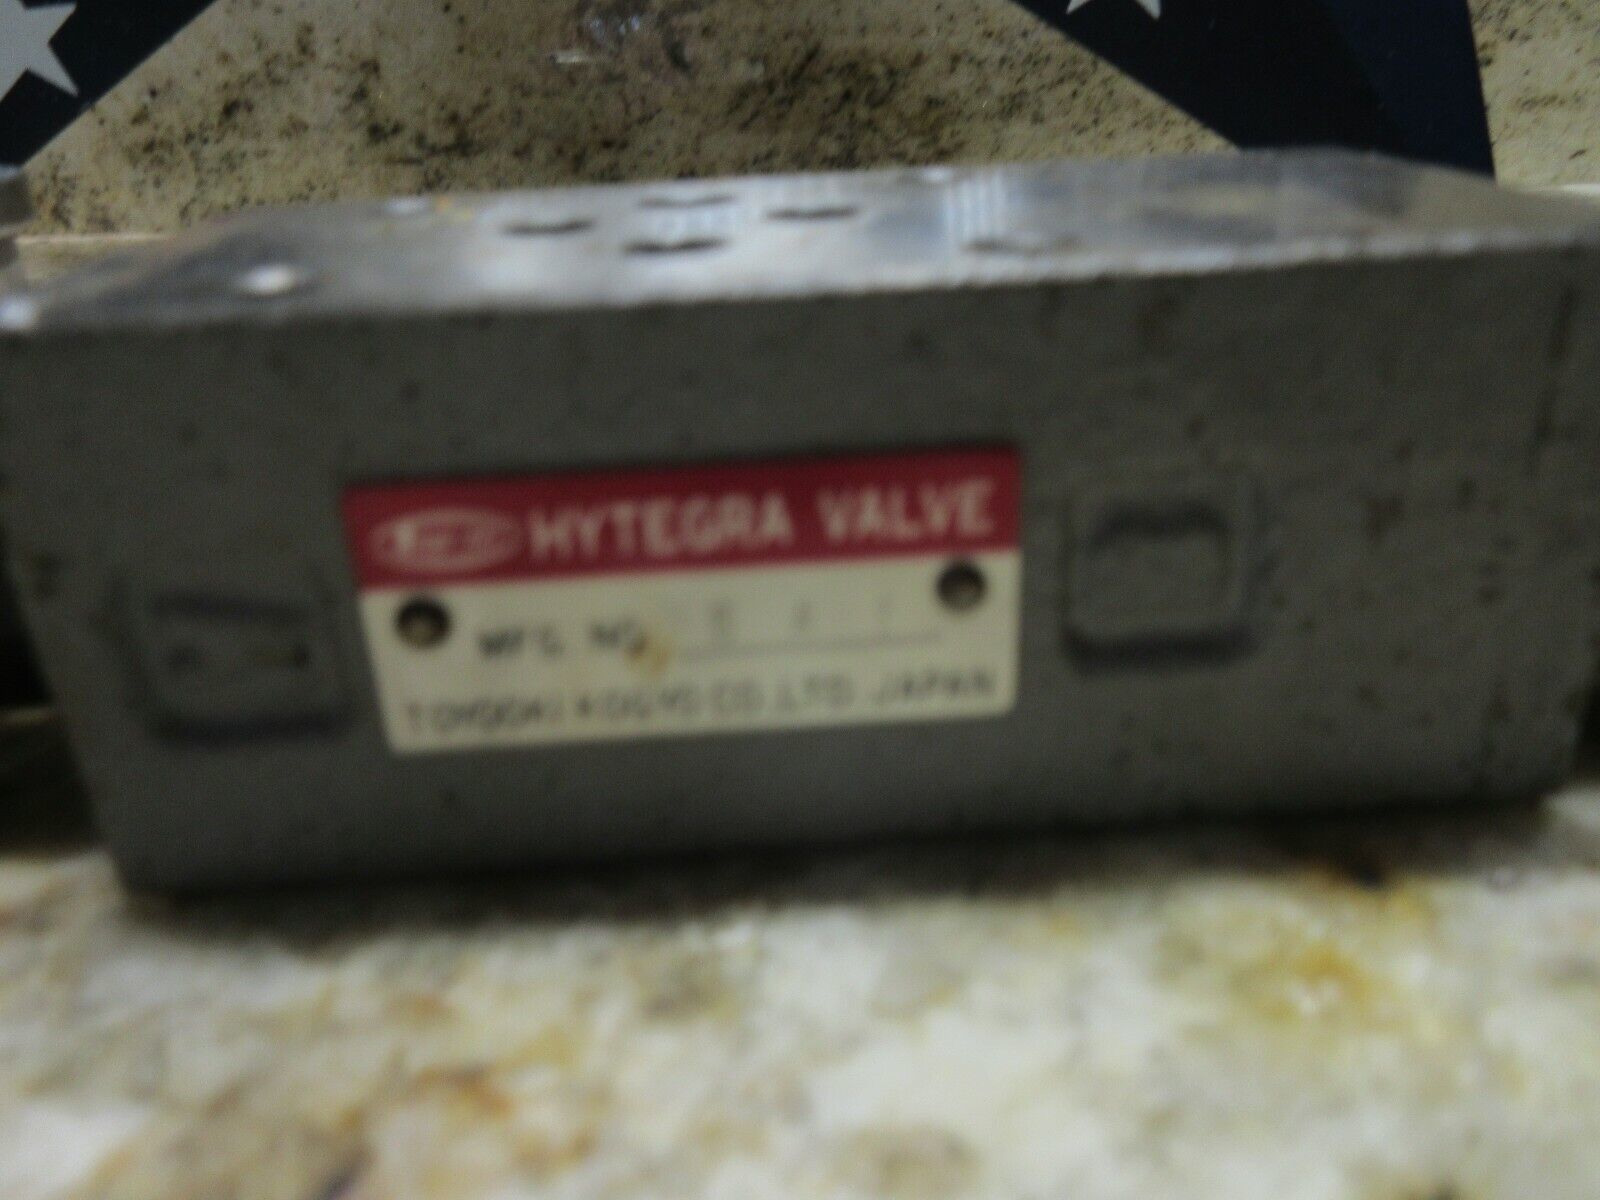 HYTEGRA VALVE
MFG. NO.
TOYOOKI KOGYO CO. LTD. JAPAN